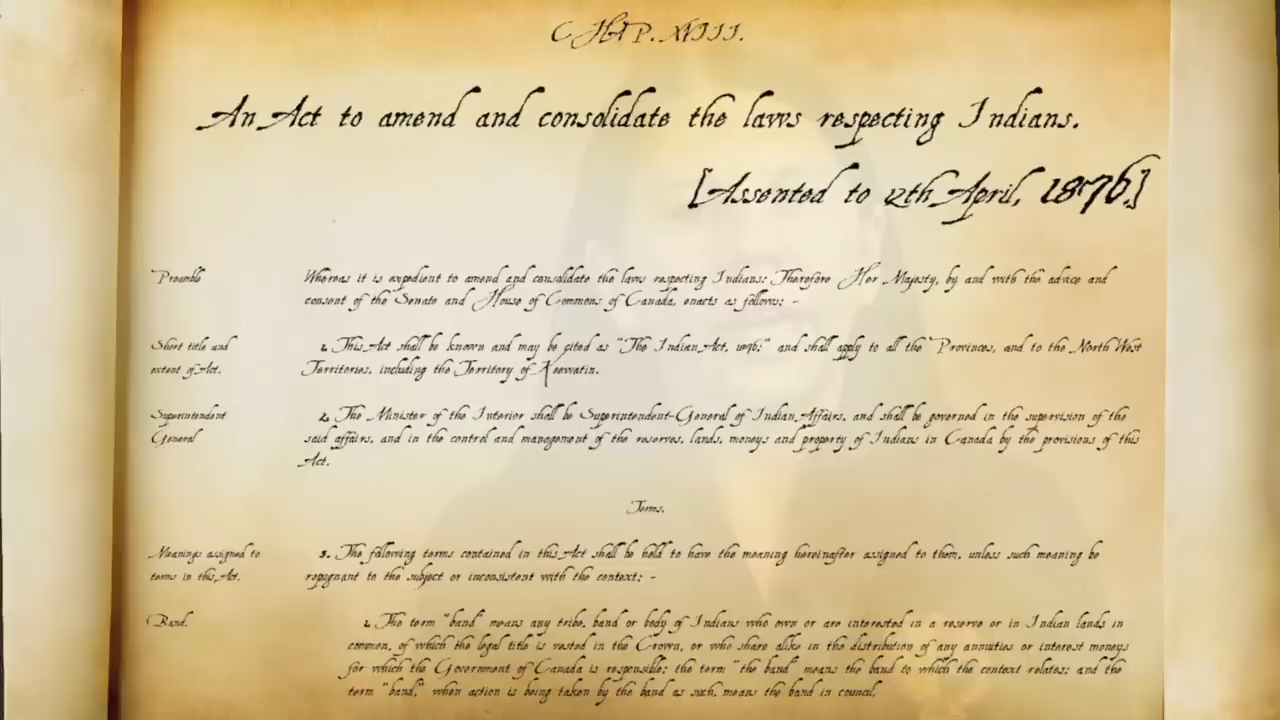 CHAP. XVIII.
An Act to amend and consolidate the laws respecting Indians.
[Assented to 12th April, 1876.]
Preamble
Whereas it is expedient to amend and consolidate the laws respecting Indians: Therefore Her Majesty, by and with the advice and
consent of the Senate and House of Commons of Canada, enacts as follows: -
Short title and
extent of Act.
1. This Act shall be known and may be cited as "The Indian Act, 1876;" and shall apply to all the Provinces, and to the North West
Territories, including the Territory of Keewatin.
Superintendent
General
2. The Minister of the Interior shall be Superintendent-General of Indian Affairs, and shall be governed in the supervision of the
said affairs, and in the control and management of the reserves, lands, moneys and property of Indians in Canada by the provisions of this
Act.
Terms.
Meanings assigned to
terms in this Act.
3. The following terms contained in this Act shall be held to have the meaning hereinafter assigned to them, unless such meaning be
repugnant to the subject or inconsistent with the context: -
Band.
1. The term "band" means any tribe, band or body of Indians who own or are interested in a reserve or in Indian lands in
common, of which the legal title is vested in the Crown, or who share alike in the distribution of any annuities or interest moneys
for which the Government of Canada is responsible; the term "the band" means the band to which the context relates; and the
term "band," when action is being taken by the band as such, means the band in council.